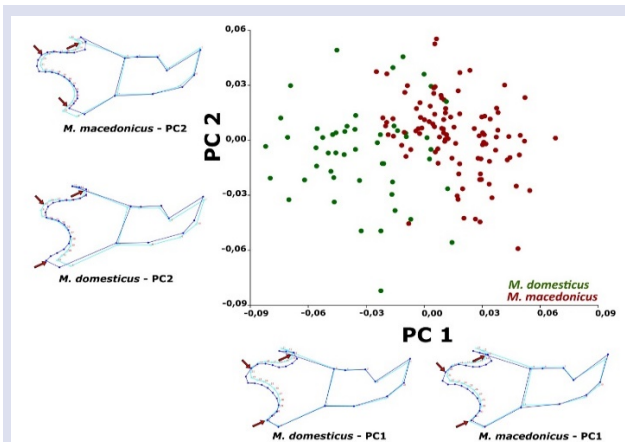 M. macedonicus - PC2
M. domesticus - PC2
PC 2
0,06
0,03
0,00
-0,03
-0,06
-0,09
-0,09
-0,06
-0,03
0,00
0,03
0,06
0,09
PC 1
M. domesticus
M. macedonicus
M. domesticus - PC1
M. macedonicus - PC1